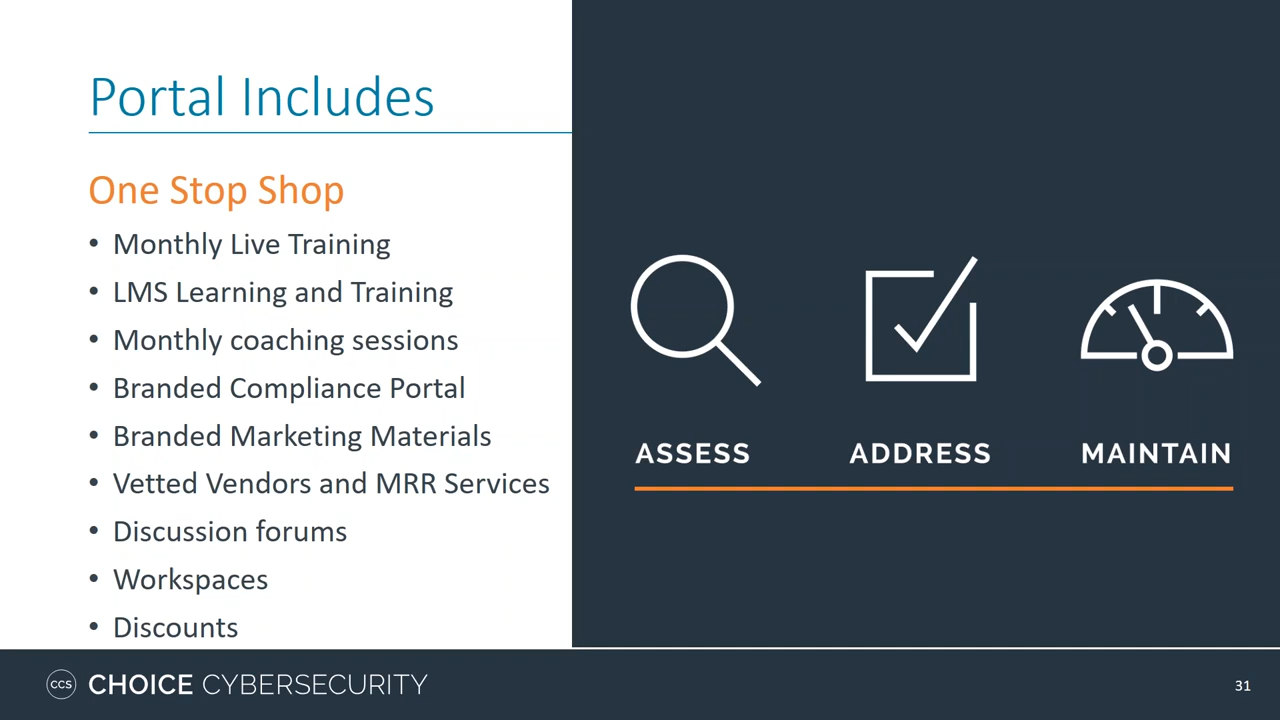 Portal Includes
One Stop Shop
• Monthly Live Training
• LMS Learning and Training
• Monthly coaching sessions
• Branded Compliance Portal
• Branded Marketing Materials
• Vetted Vendors and MRR Services
• Discussion forums
• Workspaces
• Discounts
ASSESS ADDRESS MAINTAIN
CCS CHOICE CYBERSECURITY
31